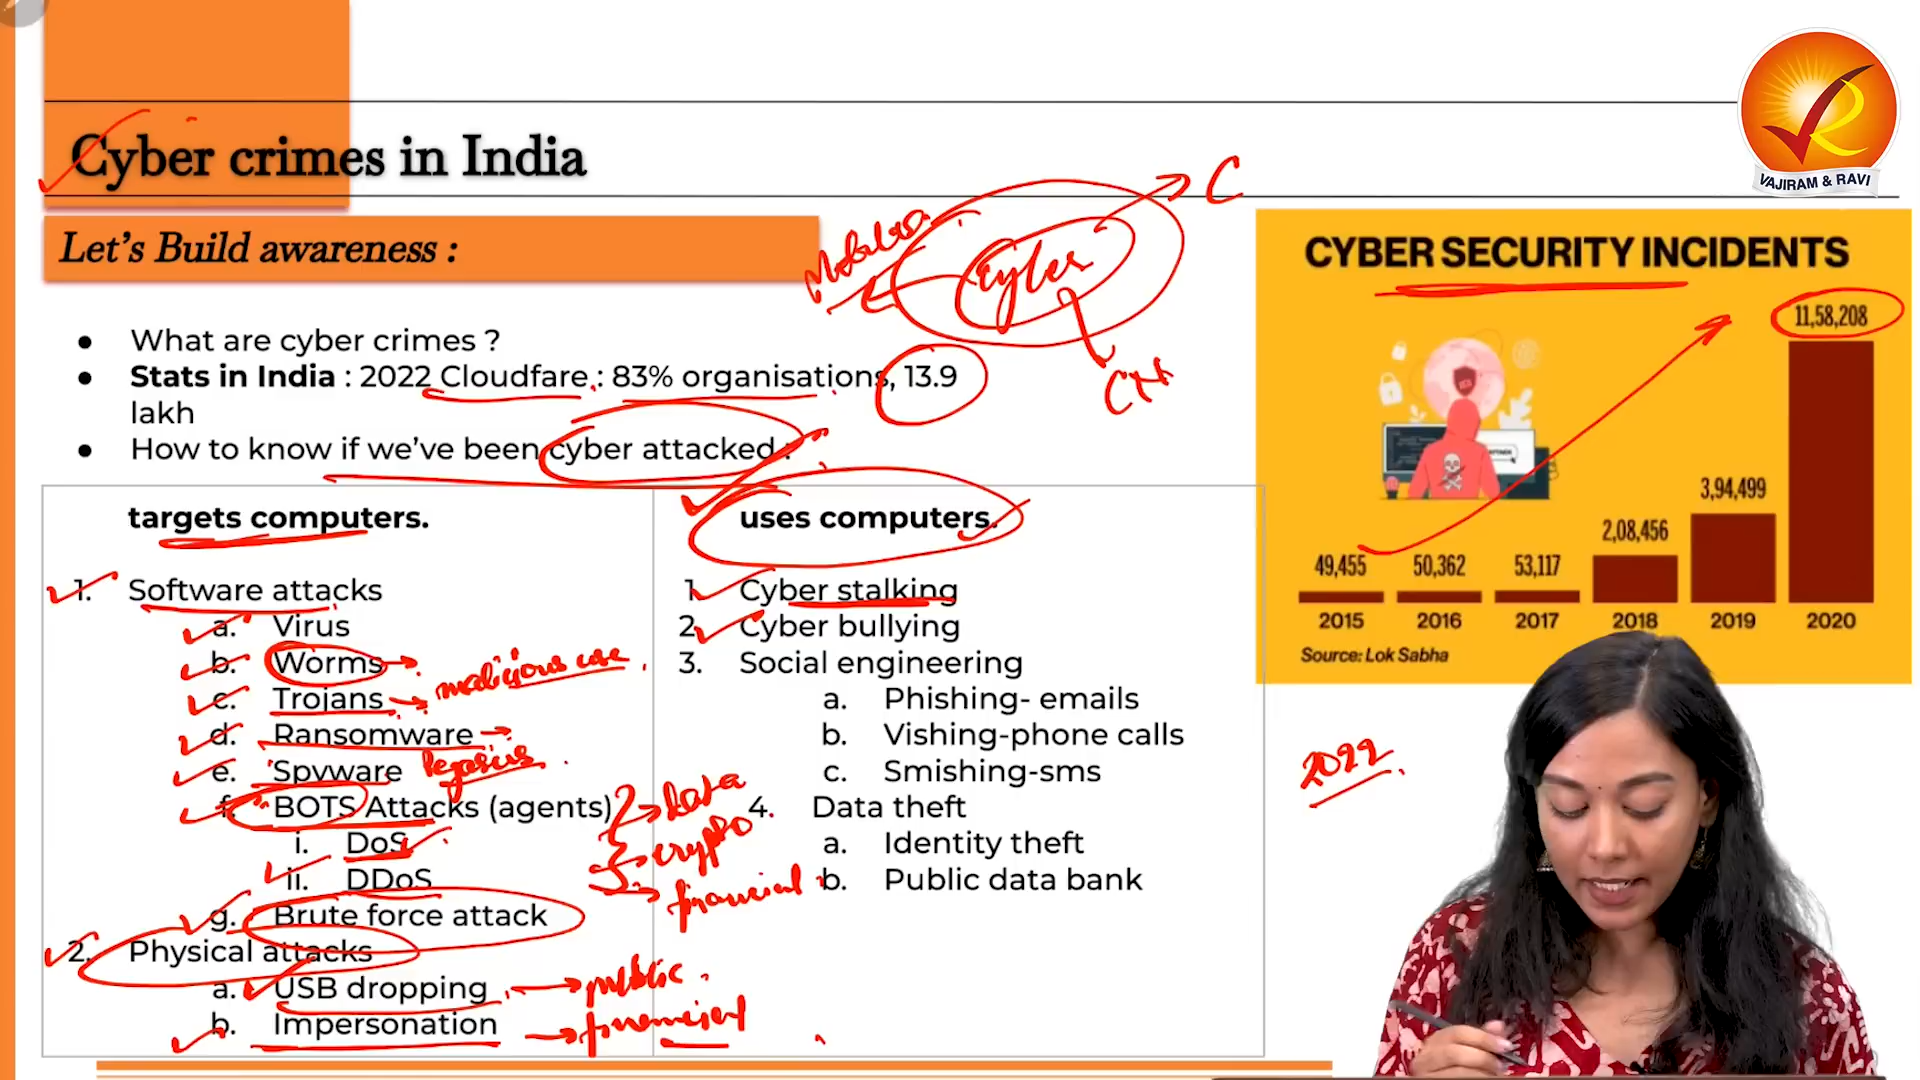 Cyber crimes in India
VAJIRAM & RAVI
Let's Build awareness :
What are cyber crimes ?
Stats in India : 2022 Cloudfare : 83% organisations, 13.9
lakh
How to know if we've been cyber attacked :
Cyber
C
targets computers.
1. Software attacks
a. Virus
b. Worms
c. Trojans
malicious use
d. Ransomware
e. Spyware
Pegasus
f. BOTS Attacks (agents)
data
crypto
financial
i. DoS
ii. DDoS
g. Brute force attack
2. Physical attacks
a. USB dropping
public
b. Impersonation
financial
uses computers.
1. Cyber stalking
2. Cyber bullying
3. Social engineering
a. Phishing- emails
b. Vishing-phone calls
c. Smishing-sms
4. Data theft
a. Identity theft
b. Public data bank
CYBER SECURITY INCIDENTS
11,58,208
3,94,499
2,08,456
49,455 50,362 53,117
2015 2016 2017 2018 2019 2020
Source: Lok Sabha
2022